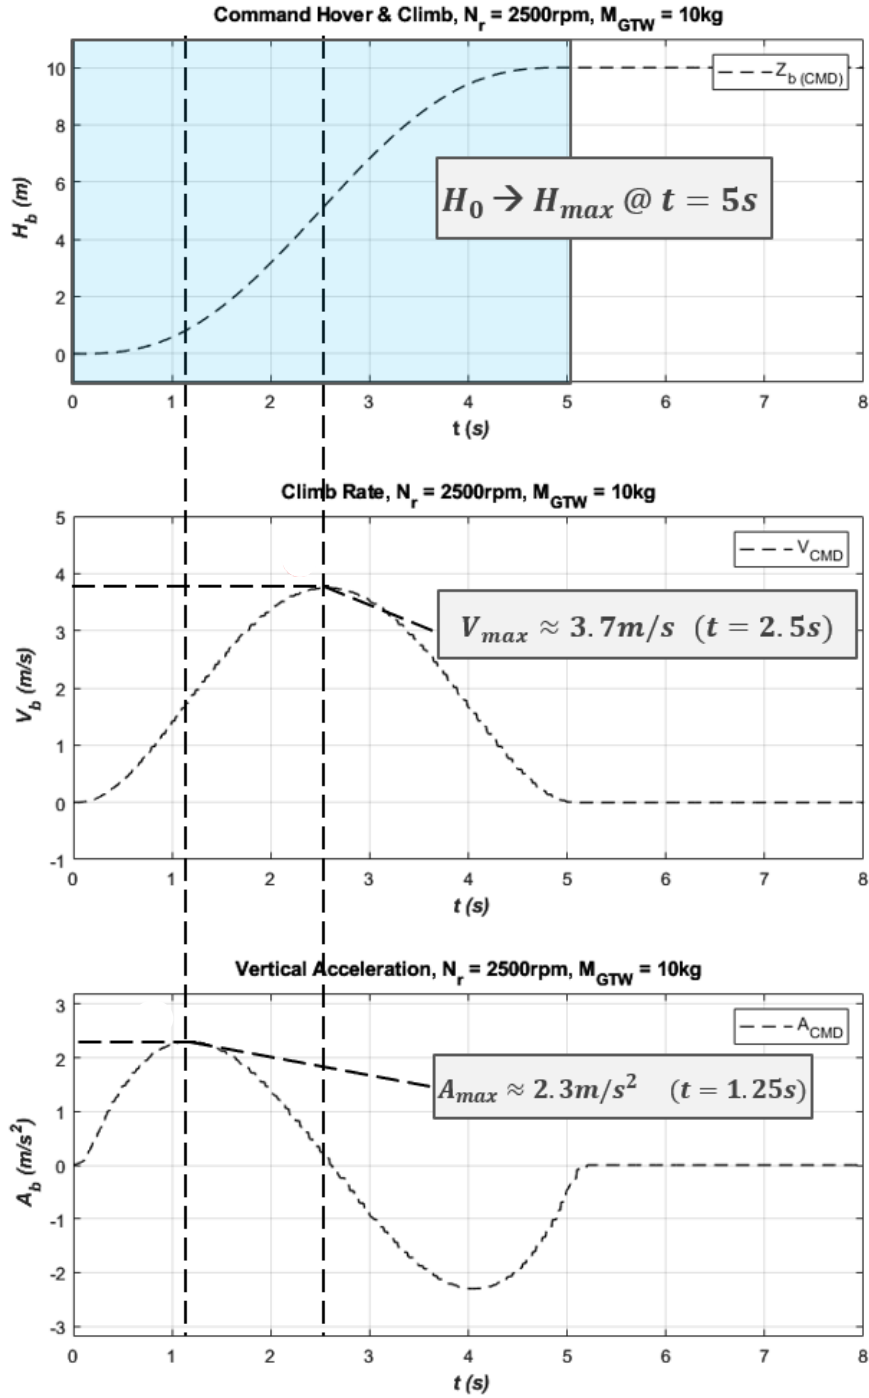 Command Hover & Climb, N_r = 2500rpm, M_GTW = 10kg
10
8
6
4
2
0
H_b (m)
Z_b (CMD)
H_0 → H_max @ t = 5s
0 1 2 3 4 5 6 7 8
t (s)
Climb Rate, N_r = 2500rpm, M_GTW = 10kg
5
4
3
2
1
0
-1
V_b (m/s)
V_CMD
V_max ≈ 3.7m/s (t = 2.5s)
0 1 2 3 4 5 6 7 8
t (s)
Vertical Acceleration, N_r = 2500rpm, M_GTW = 10kg
3
2
1
0
-1
-2
-3
A_b (m/s²)
A_CMD
A_max ≈ 2.3m/s² (t = 1.25s)
0 1 2 3 4 5 6 7 8
t (s)